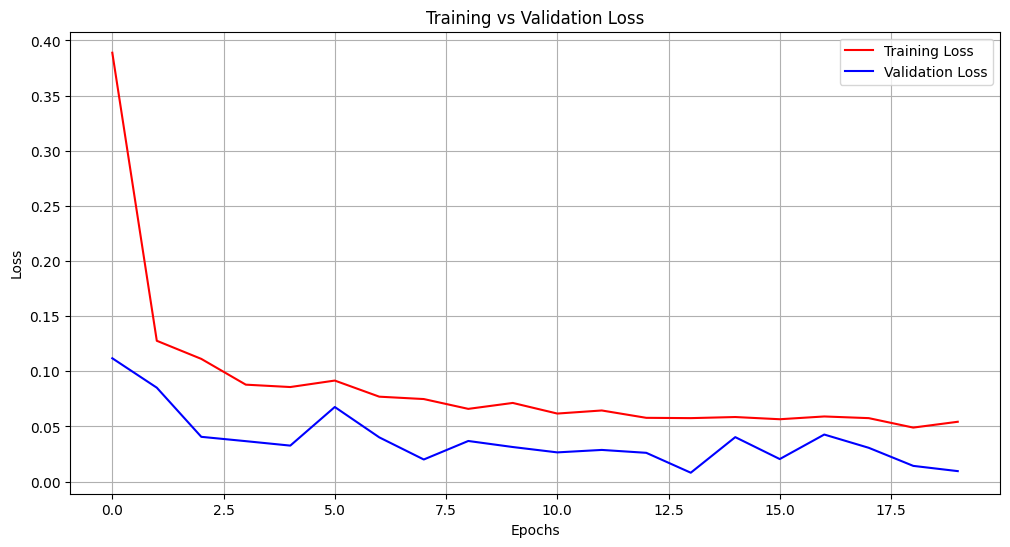 Training vs Validation Loss
Training Loss
Validation Loss
0.40
0.35
0.30
0.25
0.20
0.15
0.10
0.05
0.00
Loss
0.0 2.5 5.0 7.5 10.0 12.5 15.0 17.5
Epochs